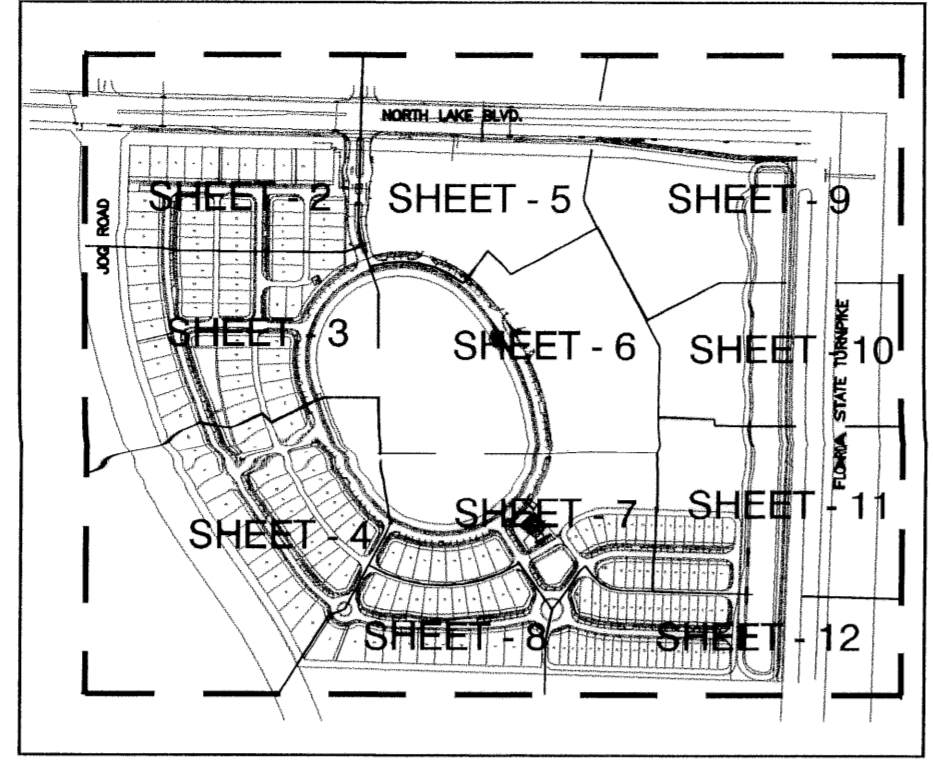 NORTH LAKE BLVD.
SHEET - 2
SHEET - 5
SHEET - 9
JOG ROAD
SHEET - 3
SHEET - 6
SHEET - 10
FLORIDA STATE TURNPIKE
SHEET - 4
SHEET - 7
SHEET - 11
SHEET - 8
SHEET - 12